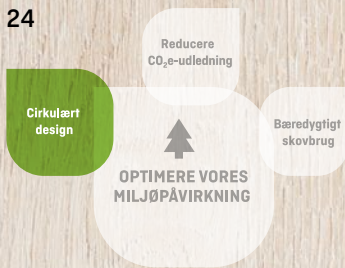 24
Reducere
CO₂e-udledning
Cirkulært
design
Bæredygtigt
skovbrug
OPTIMERE VORES
MILJØPÅVIRKNING